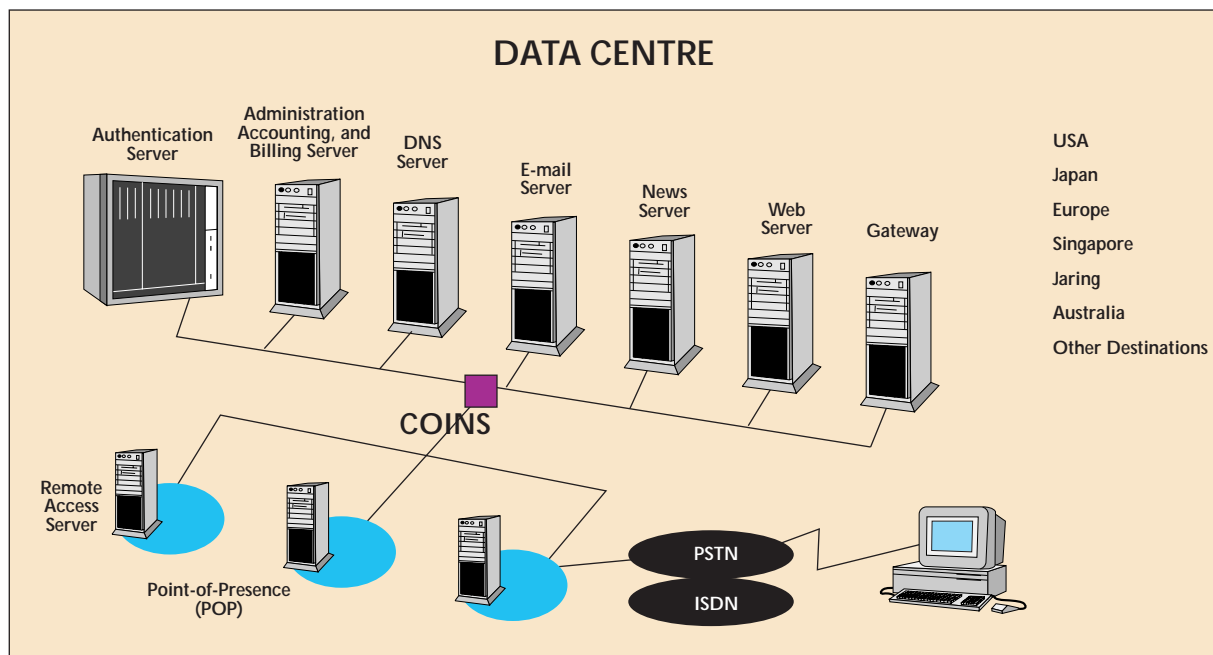 DATA CENTRE
Authentication
Server
Administration
Accounting, and
Billing Server
DNS
Server
E-mail
Server
News
Server
Web
Server
Gateway
USA
Japan
Europe
Singapore
Jaring
Australia
Other Destinations
COINS
Remote
Access
Server
Point-of-Presence
(POP)
PSTN
ISDN